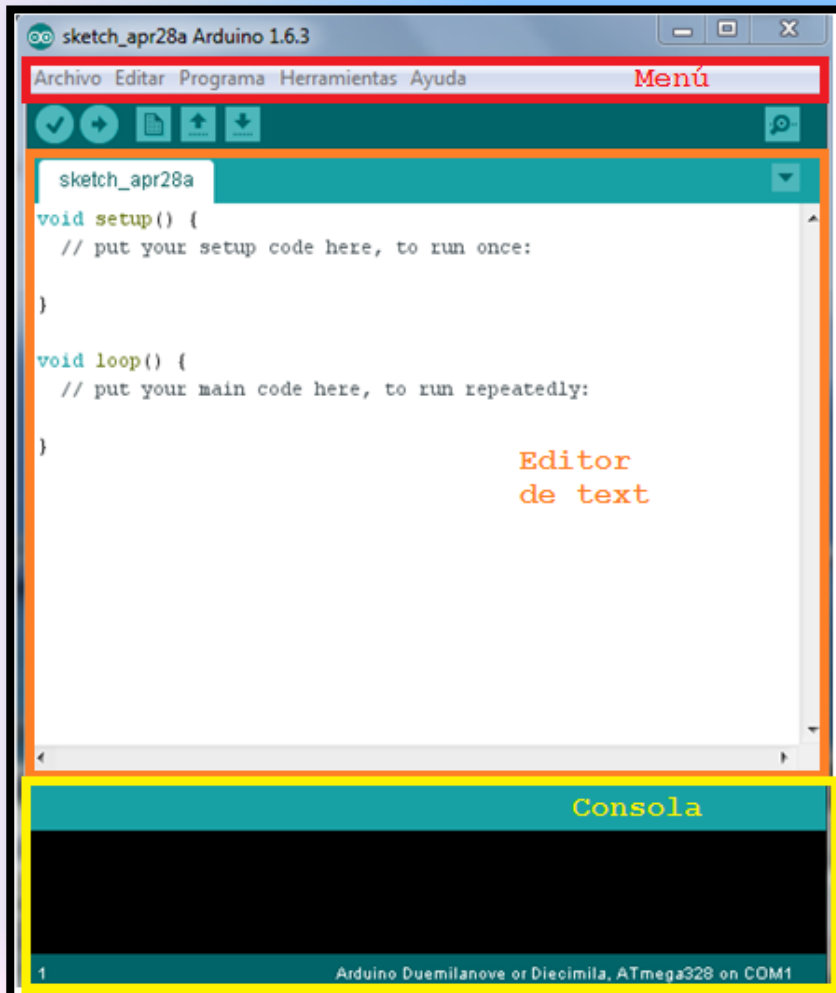 sketch_apr28a Arduino 1.6.3
Archivo Editar Programa Herramientas Ayuda Menú
sketch_apr28a
void setup() {
// put your setup code here, to run once:
}
void loop() {
// put your main code here, to run repeatedly:
}
Editor
de text
Consola
1 Arduino Duemilanove or Diecimila, ATmega328 on COM1